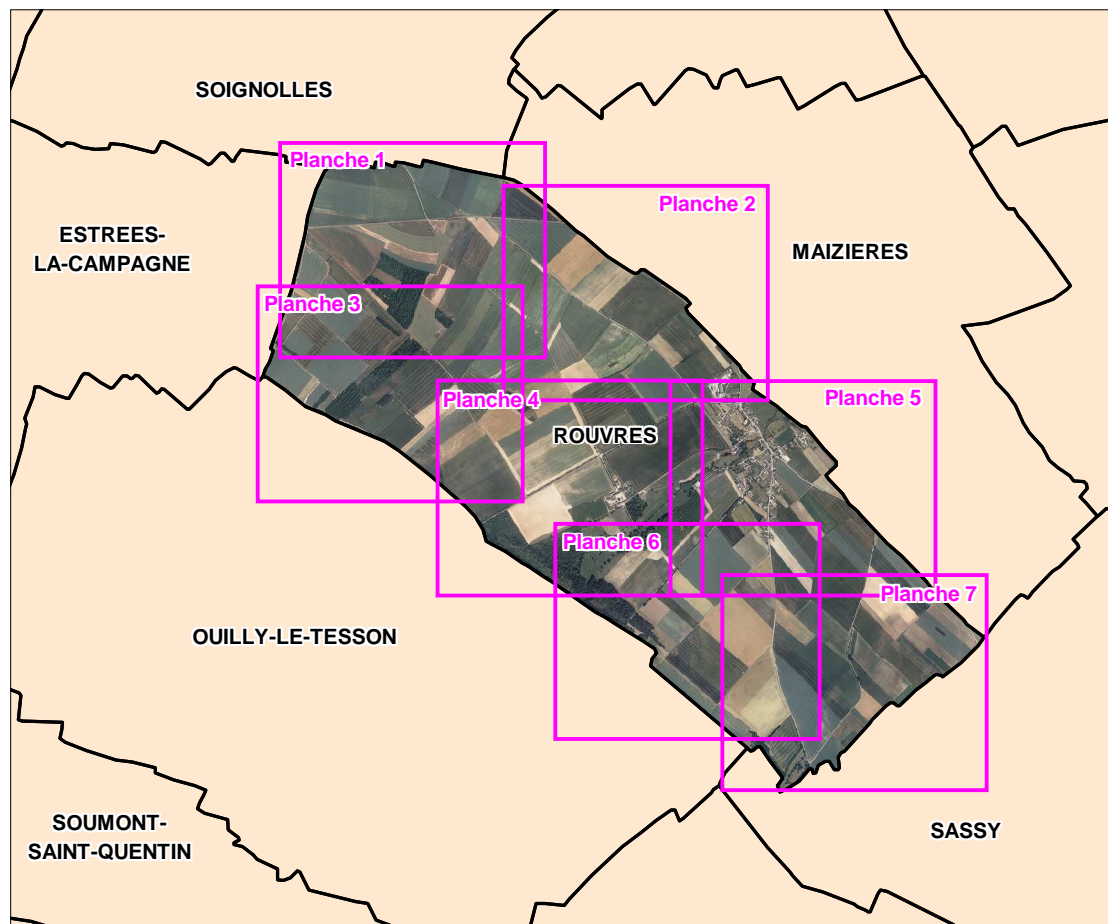 SOIGNOLLES
Planche 1
Planche 2
ESTREES-
LA-CAMPAGNE
MAIZIERES
Planche 3
Planche 4
Planche 5
ROUVRES
Planche 6
Planche 7
OUILLY-LE-TESSON
SOUMONT-
SAINT-QUENTIN
SASSY